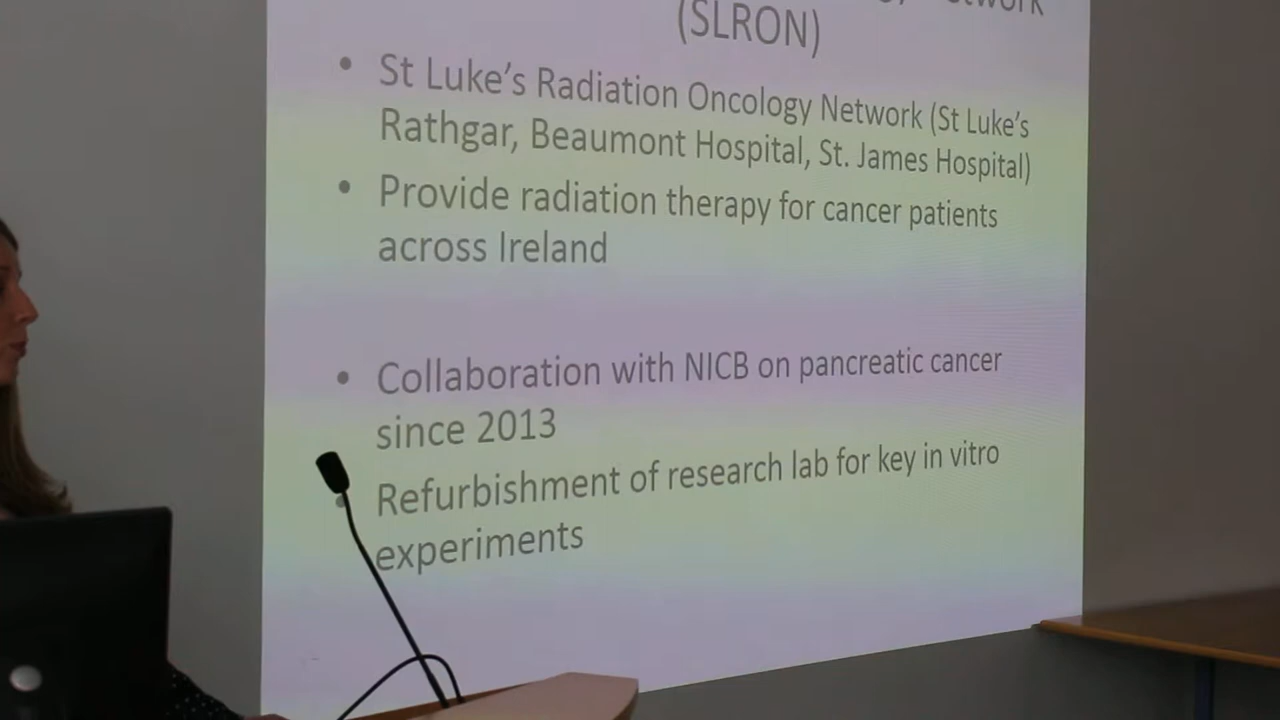 (SLRON)
• St Luke's Radiation Oncology Network (St Luke's
Rathgar, Beaumont Hospital, St. James Hospital)
• Provide radiation therapy for cancer patients
across Ireland
• Collaboration with NICB on pancreatic cancer
since 2013
• Refurbishment of research lab for key in vitro
experiments